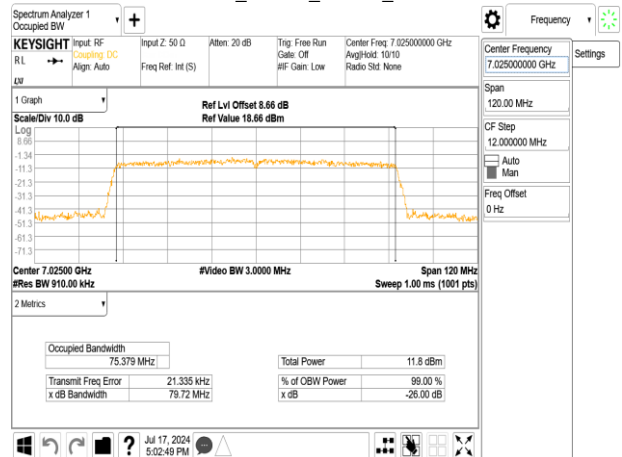 Spectrum Analyzer 1
Occupied BW
Frequency
KEYSIGHT
Input: RF
Coupling: DC
Align: Auto
Input Z: 50 Ω
Freq Ref: Int (S)
Atten: 20 dB
Trig: Free Run
Gate: Off
#IF Gain: Low
Center Freq: 7.025000000 GHz
Avg|Hold: 10/10
Radio Std: None
RL
LXI
Center Frequency
7.025000000 GHz
Settings
Span
120.00 MHz
CF Step
12.000000 MHz
Auto
Man
Freq Offset
0 Hz
1 Graph
Scale/Div 10.0 dB
Ref Lvl Offset 8.66 dB
Ref Value 18.66 dBm
Log
8.66
-1.34
-11.3
-21.3
-31.3
-41.3
-51.3
-61.3
-71.3
Center 7.02500 GHz
#Video BW 3.0000 MHz
Span 120 MHz
#Res BW 910.00 kHz
Sweep 1.00 ms (1001 pts)
2 Metrics
Occupied Bandwidth
75.379 MHz
Total Power 11.8 dBm
Transmit Freq Error 21.335 kHz
% of OBW Power 99.00 %
x dB Bandwidth 79.72 MHz
x dB -26.00 dB
?
Jul 17, 2024
5:02:49 PM